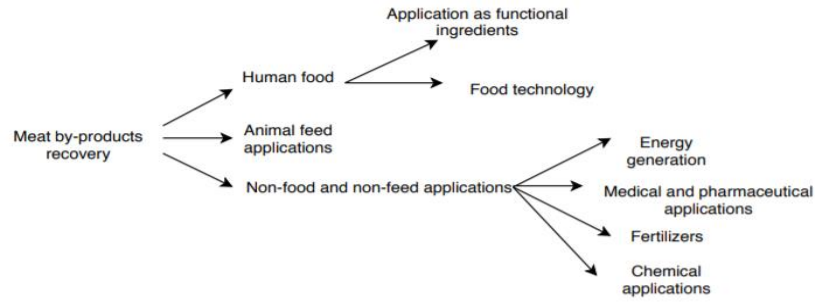 Application as functional
ingredients
Human food
Food technology
Meat by-products
recovery
Animal feed
applications
Non-food and non-feed applications
Energy
generation
Medical and pharmaceutical
applications
Fertilizers
Chemical
applications